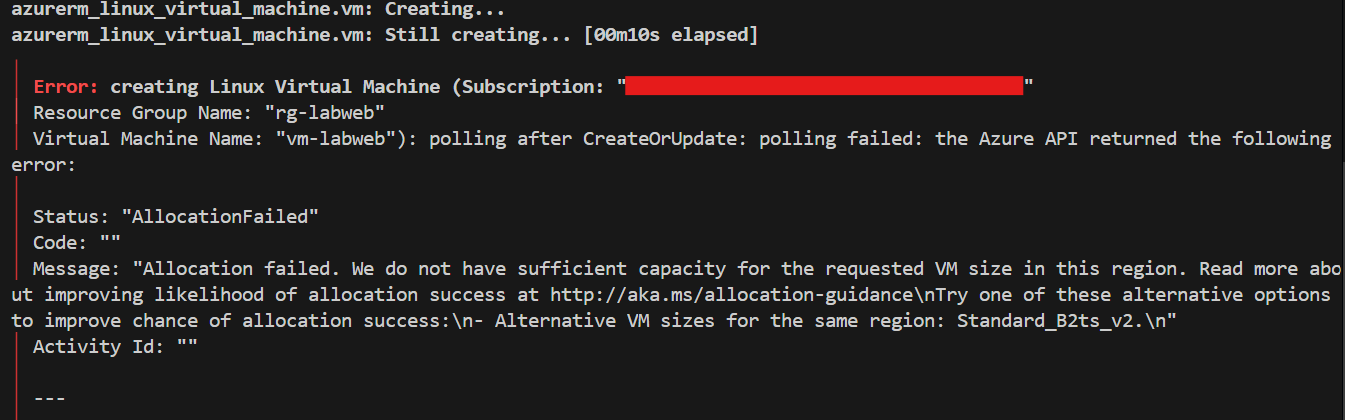 azurerm_linux_virtual_machine.vm: Creating...
azurerm_linux_virtual_machine.vm: Still creating... [00m10s elapsed]
Error: creating Linux Virtual Machine (Subscription: "                                    "
Resource Group Name: "rg-labweb"
Virtual Machine Name: "vm-labweb"): polling after CreateOrUpdate: polling failed: the Azure API returned the following
error:
Status: "AllocationFailed"
Code: ""
Message: "Allocation failed. We do not have sufficient capacity for the requested VM size in this region. Read more abo
ut improving likelihood of allocation success at http://aka.ms/allocation-guidance\nTry one of these alternative options
to improve chance of allocation success:\n- Alternative VM sizes for the same region: Standard_B2ts_v2.\n"
Activity Id: ""
---